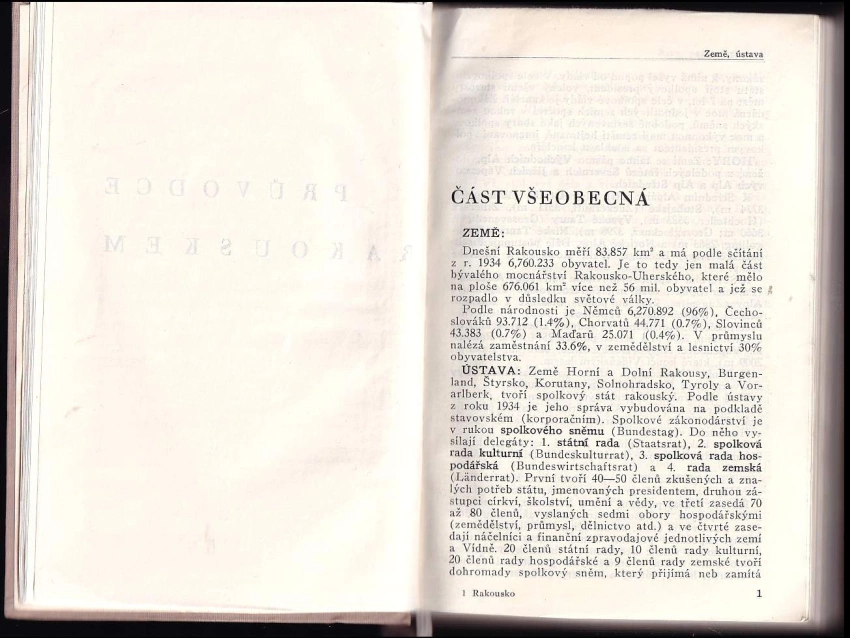 PRŮVODCE
RAKOUSKEM
Země, ústava
ČÁST VŠEOBECNÁ
ZEMĚ:
Dnešní Rakousko měří 83.857 km² a má podle sčítání
z r. 1934 6,760.233 obyvatel. Je to tedy jen malá část
bývalého mocnářství Rakousko-Uherského, které mělo
na ploše 676.061 km² více než 56 mil. obyvatel a jež se
rozpadlo v důsledku světové války.
Podle národnosti je Němců 6,270.892 (96%), Čecho-
slováků 93.712 (1.4%), Chorvatů 44.771 (0.7%), Slovinců
43.383 (0.7%) a Maďarů 25.071 (0.4%). V průmyslu
nalézá zaměstnání 33.6%, v zemědělství a lesnictví 30%
obyvatelstva.
ÚSTAVA: Země Horní a Dolní Rakousy, Burgen-
land, Štyrsko, Korutany, Solnohradsko, Tyroly a Vor-
arlberk, tvoří spolkový stát rakouský. Podle ústavy
z roku 1934 je jeho správa vybudována na podkladě
stavovském (korporačním). Spolkové zákonodárství je
v rukou spolkového sněmu (Bundestag). Do něho vy-
sílají delegáty: 1. státní rada (Staatsrat), 2. spolková
rada kulturní (Bundeskulturrat), 3. spolková rada hos-
podářská (Bundeswirtschaftsrat) a 4. rada zemská
(Länderrat). První tvoří 40—50 členů zkušených a zna-
lých potřeb státu, jmenovaných presidentem, druhou zá-
stupci církví, školství, umění a vědy, ve třetí zasedá 70
až 80 členů, vyslaných sedmi obory hospodářskými
(zemědělství, průmysl, dělnictvo atd.) a ve čtvrté zase-
dají náčelníci a finanční zpravodajové jednotlivých zemí
a Vídně. 20 členů státní rady, 10 členů rady kulturní,
20 členů rady hospodářské a 9 členů rady zemské tvoří
dohromady spolkový sněm, který přijímá neb zamítá
1 Rakousko
1